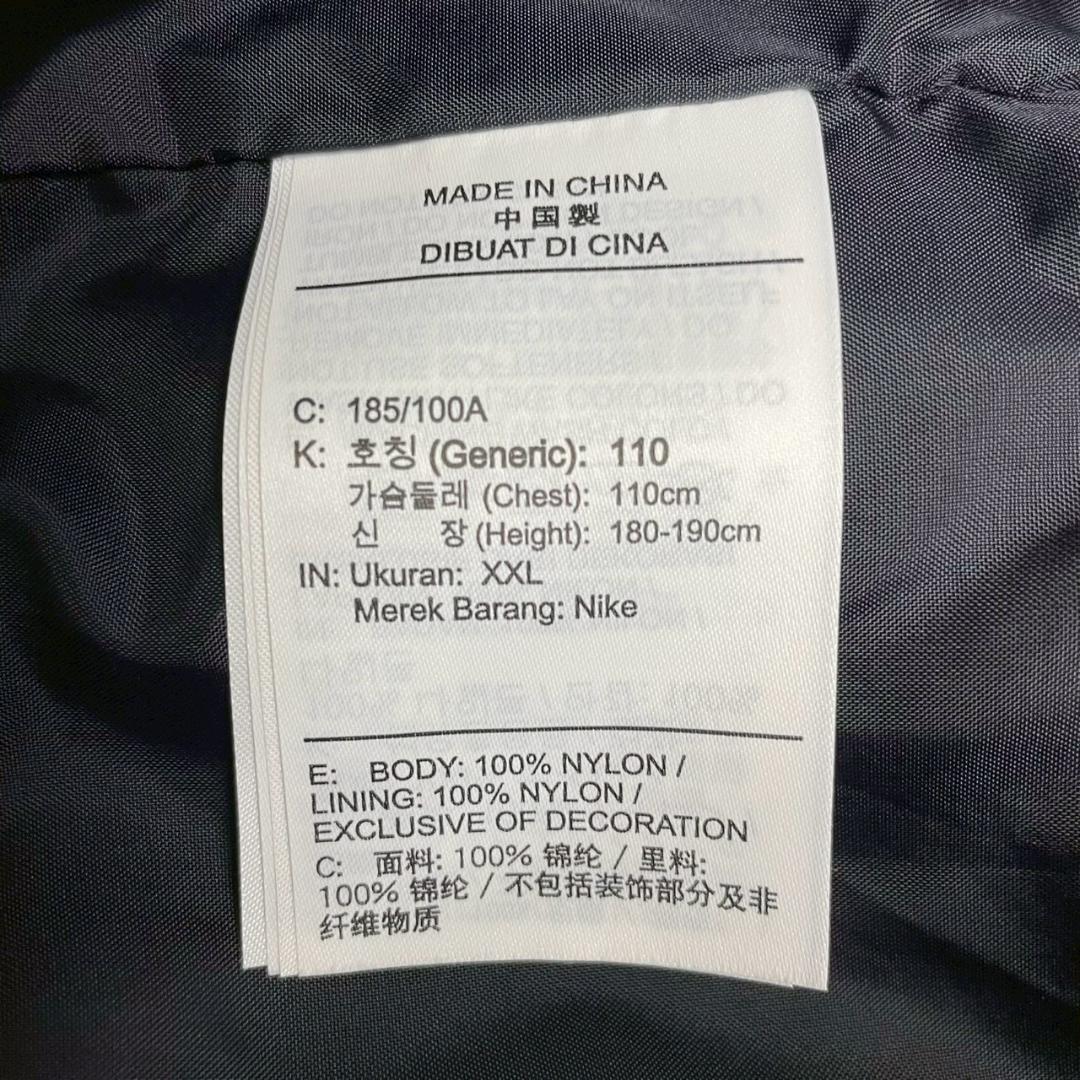 MADE IN CHINA
中国製
DIBUAT DI CINA
C: 185/100A
K: 호칭 (Generic): 110
가슴둘레 (Chest): 110cm
신 장 (Height): 180-190cm
IN: Ukuran: XXL
Merek Barang: Nike
E: BODY: 100% NYLON /
LINING: 100% NYLON /
EXCLUSIVE OF DECORATION
C: 面料: 100% 锦纶 / 里料:
100% 锦纶 / 不包括装饰部分及非
纤维物质